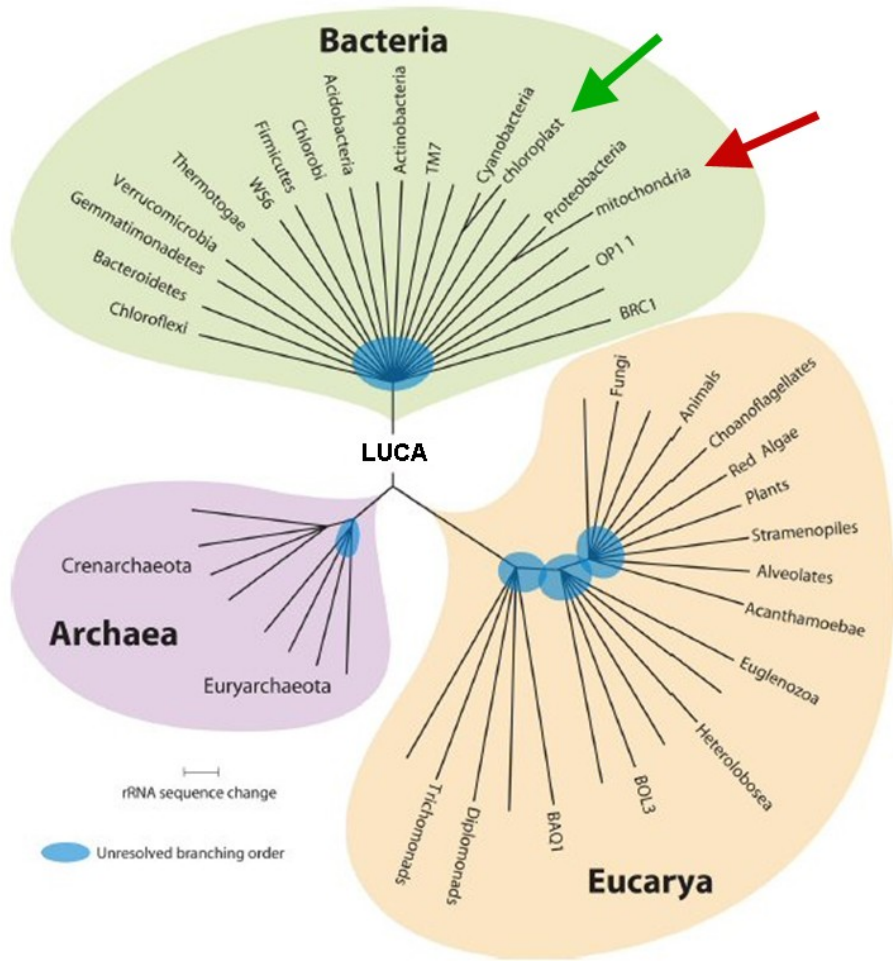 Bacteria
Chloroflexi
Bacteroidetes
Gemmatimonadetes
Verrucomicrobia
Thermotogae
WS6
Firmicutes
Chlorobi
Acidobacteria
Actinobacteria
TM7
Cyanobacteria
chloroplast
Proteobacteria
mitochondria
OP1 1
BRC1
LUCA
Crenarchaeota
Archaea
Euryarchaeota
Fungi
Animals
Choanoflagellates
Red Algae
Plants
Stramenopiles
Alveolates
Acanthamoebae
Euglenozoa
Heterolobosea
BOL3
BAQ1
Diplomonads
Trichomonads
Eucarya
rRNA sequence change
Unresolved branching order